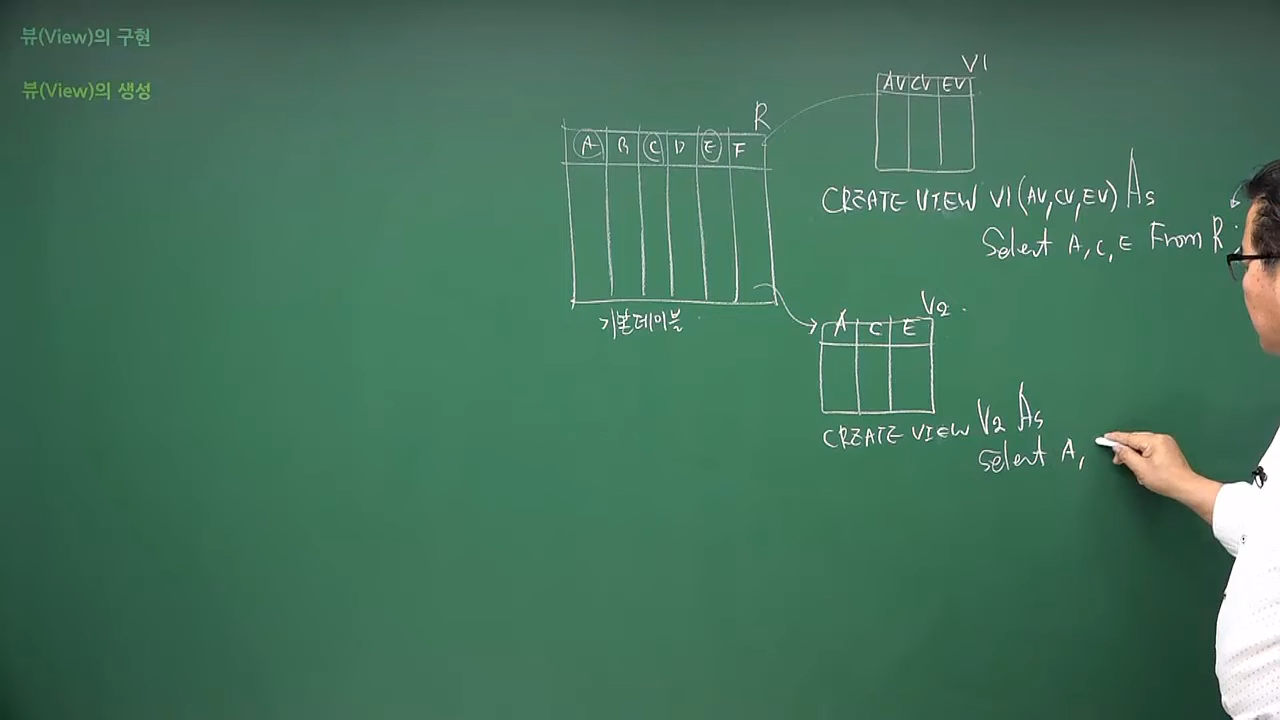 뷰(View)의 구현
뷰(View)의 생성
V1
AV CV EV
R
A B C D E F
CREATE VIEW V1(AV,CV,EV) As
Select A,C,E From R;
기본테이블
V2
A C E
CREATE VIEW V2 As
Select A,